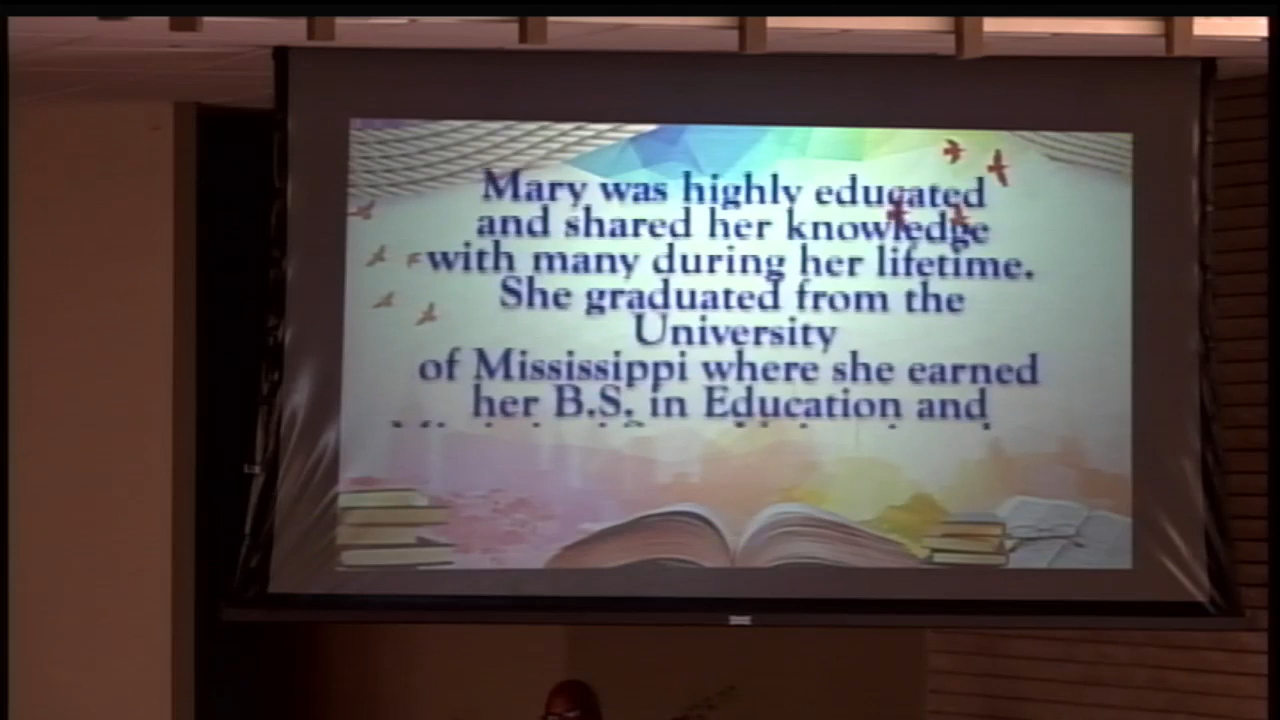 Mary was highly educated
and shared her knowledge
with many during her lifetime.
She graduated from the
University
of Mississippi where she earned
her B.S. in Education and